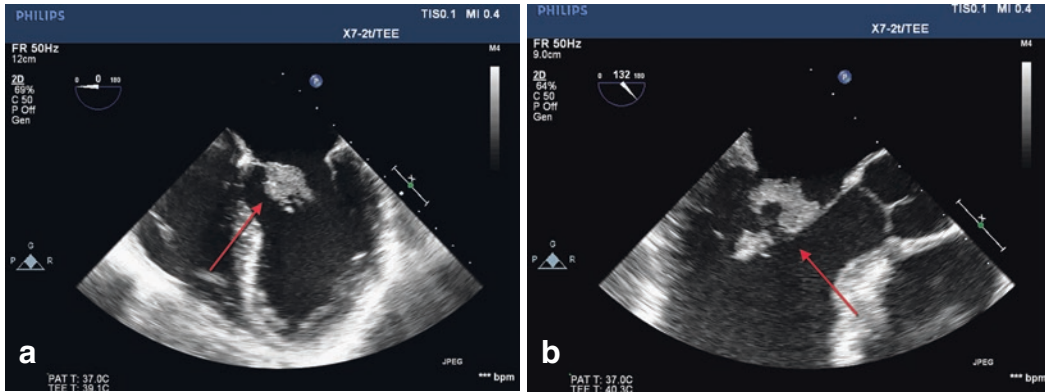 PHILIPS
TIS0.1 MI 0.4
X7-2t/TEE
FR 50Hz
12cm
M4
2D
69%
C 50
P Off
Gen
0 0 180
P
G
P R
a
JPEG
PAT T: 37.0C
TEE T: 39.1C
*** bpm
PHILIPS
TIS0.1 MI 0.4
X7-2t/TEE
FR 50Hz
9.0cm
M4
2D
64%
C 50
P Off
Gen
0 132 180
P
G
P R
b
JPEG
PAT T: 37.0C
TEE T: 40.3C
*** bpm